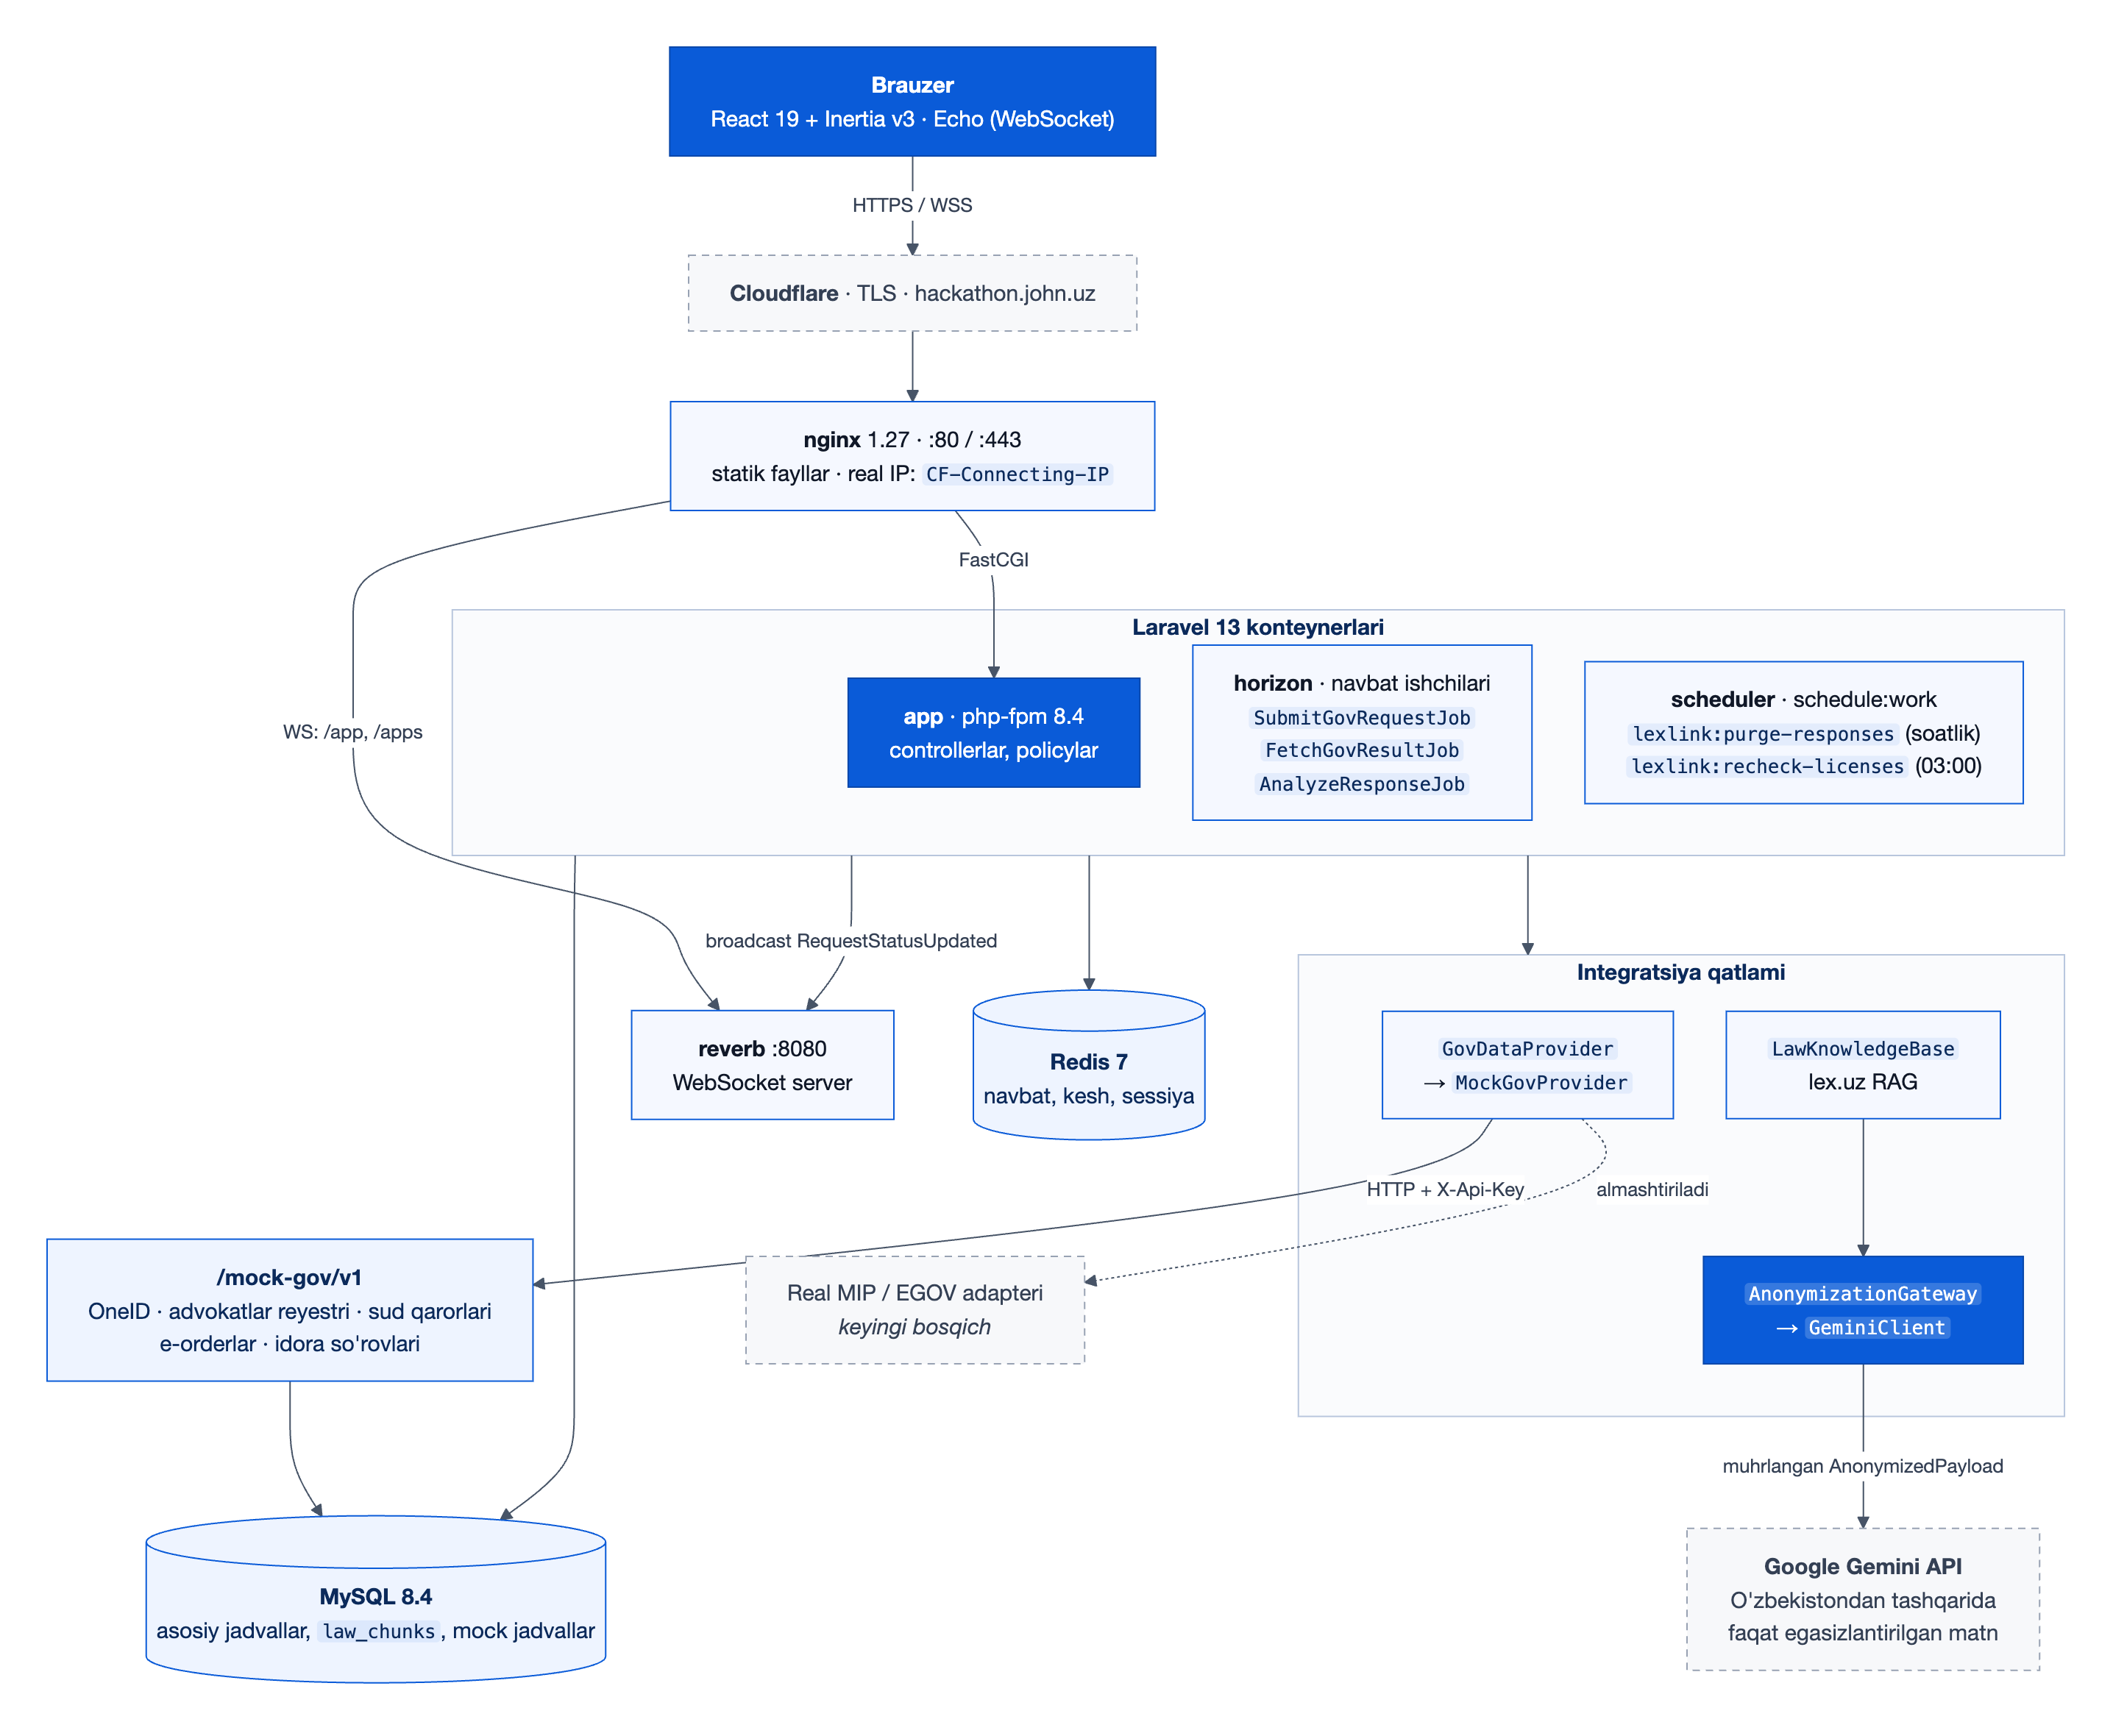 Brauzer
React 19 + Inertia v3 · Echo (WebSocket)
HTTPS / WSS
Cloudflare · TLS · hackathon.john.uz
nginx 1.27 · :80 / :443
statik fayllar · real IP: CF-Connecting-IP
FastCGI
WS: /app, /apps
Laravel 13 konteynerlari
app · php-fpm 8.4
controllerlar, policylar
horizon · navbat ishchilari
SubmitGovRequestJob
FetchGovResultJob
AnalyzeResponseJob
scheduler · schedule:work
lexlink:purge-responses (soatlik)
lexlink:recheck-licenses (03:00)
broadcast RequestStatusUpdated
reverb :8080
WebSocket server
Redis 7
navbat, kesh, sessiya
Integratsiya qatlami
GovDataProvider
→ MockGovProvider
LawKnowledgeBase
lex.uz RAG
HTTP + X-Api-Key
almashtiriladi
/mock-gov/v1
OneID · advokatlar reyestri · sud qarorlari
e-orderlar · idora so'rovlari
Real MIP / EGOV adapteri
keyingi bosqich
AnonymizationGateway
→ GeminiClient
muhrlangan AnonymizedPayload
MySQL 8.4
asosiy jadvallar, law_chunks, mock jadvallar
Google Gemini API
O'zbekistondan tashqarida
faqat egasizlantirilgan matn